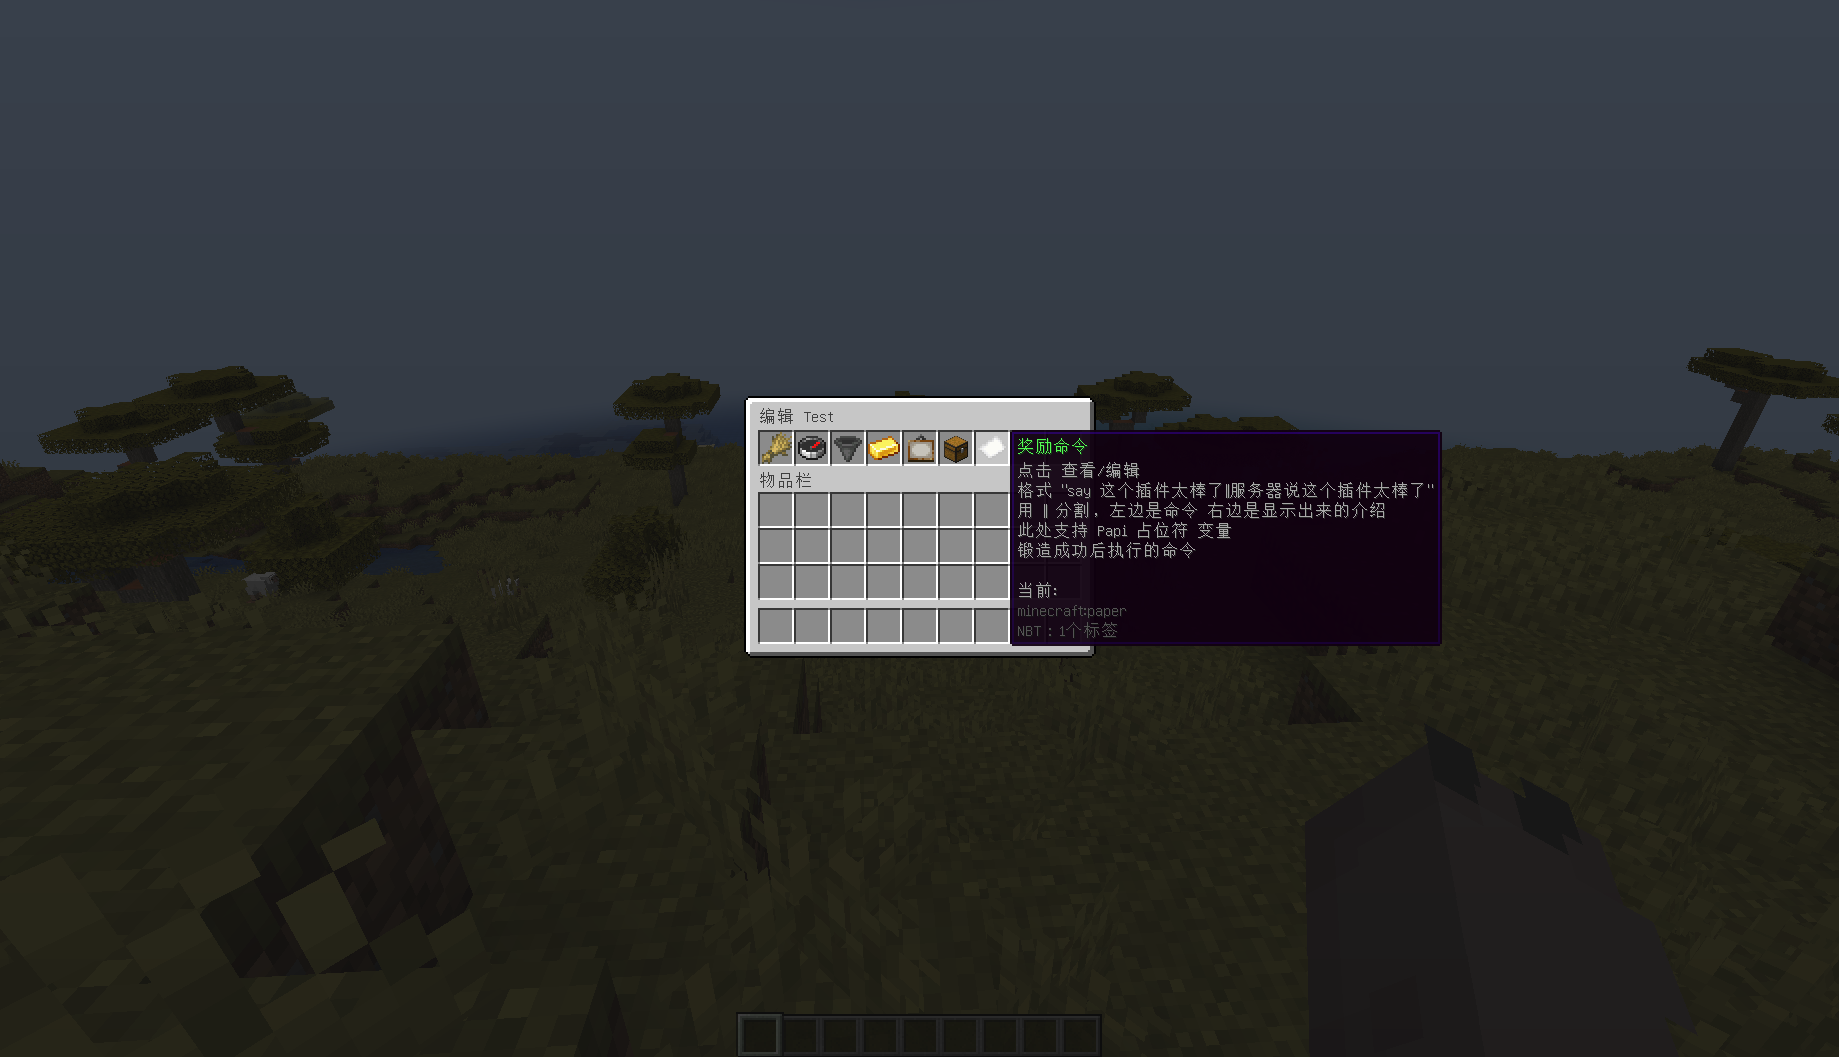 编辑 Test
物品栏
奖励命令
点击 查看/编辑
格式 "say 这个插件太棒了||服务器说这个插件太棒了"
用 || 分割, 左边是命令 右边是显示出来的介绍
此处支持 Papi 占位符 变量
锻造成功后执行的命令
当前:
minecraft:paper
NBT : 1个标签